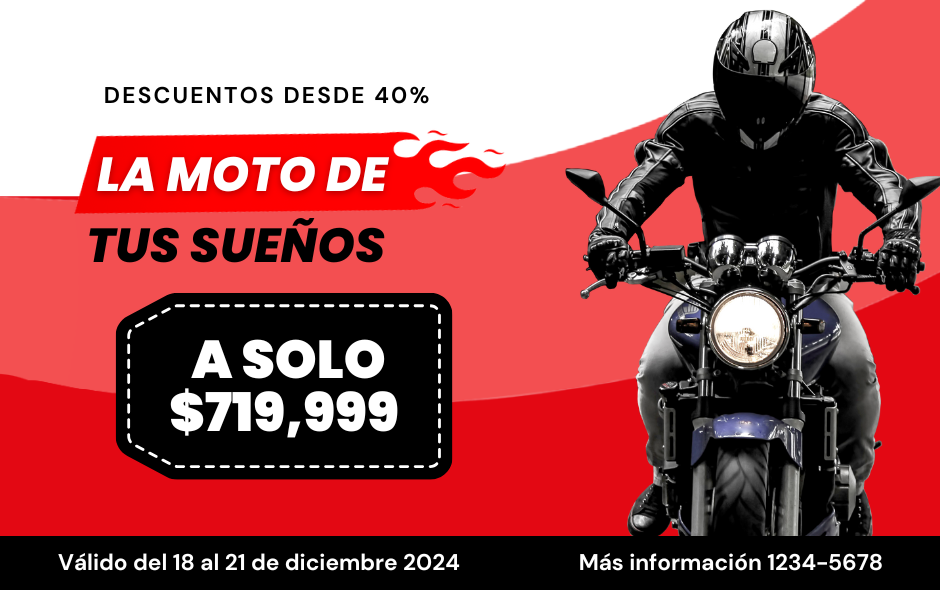 DESCUENTOS DESDE 40%
LA MOTO DE
TUS SUEÑOS
A SOLO
$719,999
Válido del 18 al 21 de diciembre 2024
Más información 1234-5678